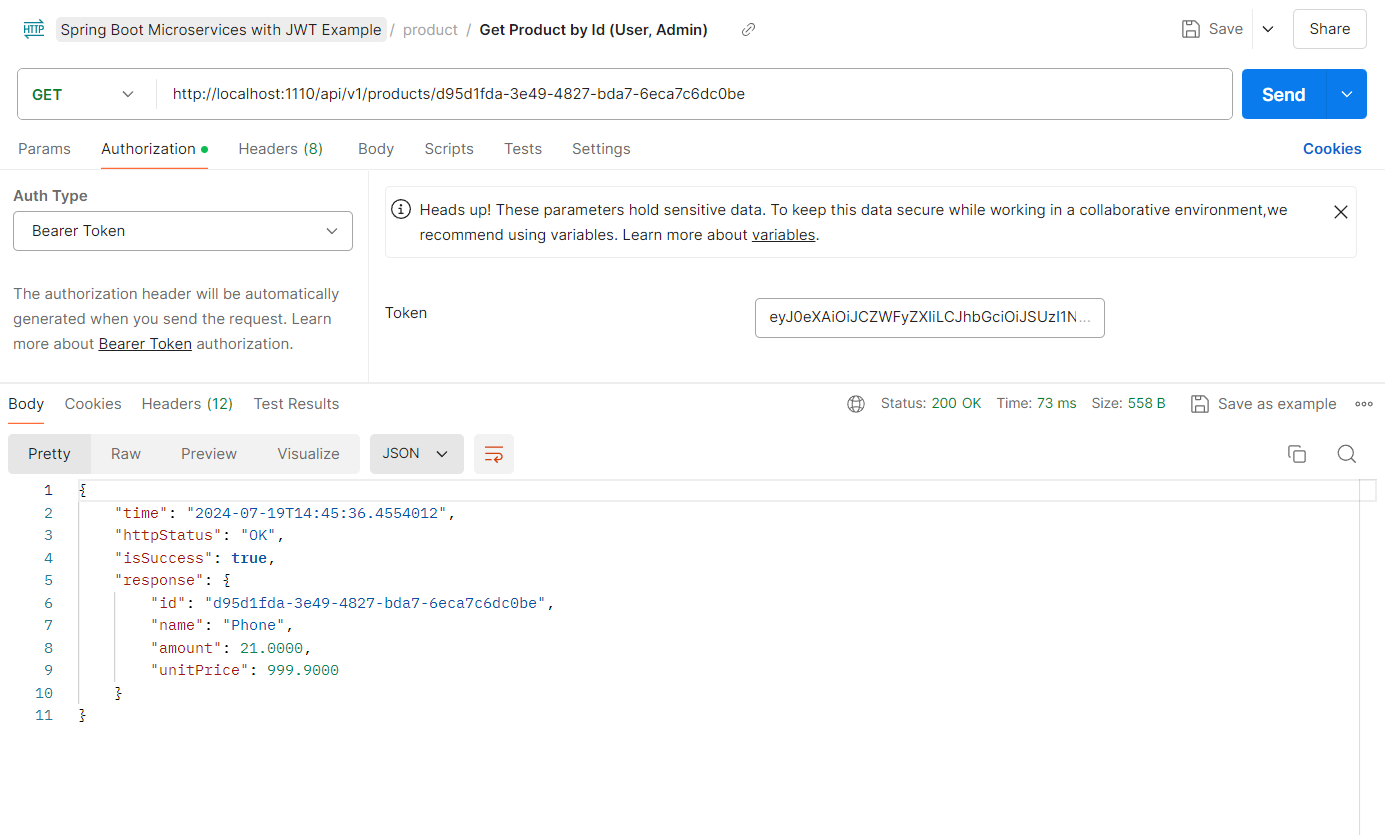 HTTP Spring Boot Microservices with JWT Example / product / Get Product by Id (User, Admin) Save Share
GET http://localhost:1110/api/v1/products/d95d1fda-3e49-4827-bda7-6eca7c6dc0be Send
Params Authorization Headers (8) Body Scripts Tests Settings Cookies
Auth Type
Bearer Token
The authorization header will be automatically
generated when you send the request. Learn
more about Bearer Token authorization.
Heads up! These parameters hold sensitive data. To keep this data secure while working in a collaborative environment,we
recommend using variables. Learn more about variables.
Token eyJ0eXAiOiJCZWFyZXIiLCJhbGciOiJSUzI1N...
Body Cookies Headers (12) Test Results Status: 200 OK Time: 73 ms Size: 558 B Save as example
Pretty Raw Preview Visualize JSON
1 {
2 "time": "2024-07-19T14:45:36.4554012",
3 "httpStatus": "OK",
4 "isSuccess": true,
5 "response": {
6 "id": "d95d1fda-3e49-4827-bda7-6eca7c6dc0be",
7 "name": "Phone",
8 "amount": 21.0000,
9 "unitPrice": 999.9000
10 }
11 }